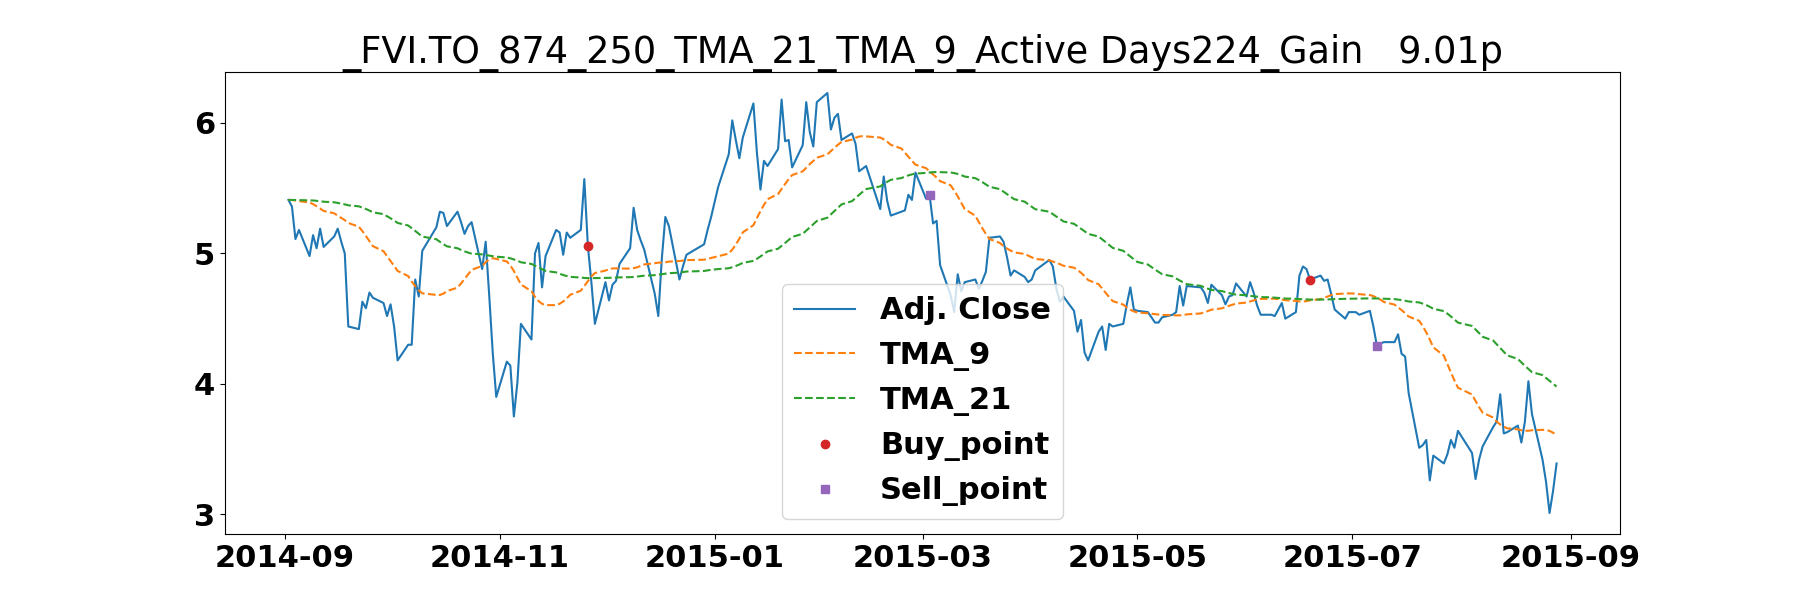 _FVI.TO_874_250_TMA_21_TMA_9_Active Days224_Gain   9.01p
6
5
4
3
Adj. Close
TMA_9
TMA_21
Buy_point
Sell_point
2014-09 2014-11 2015-01 2015-03 2015-05 2015-07 2015-09